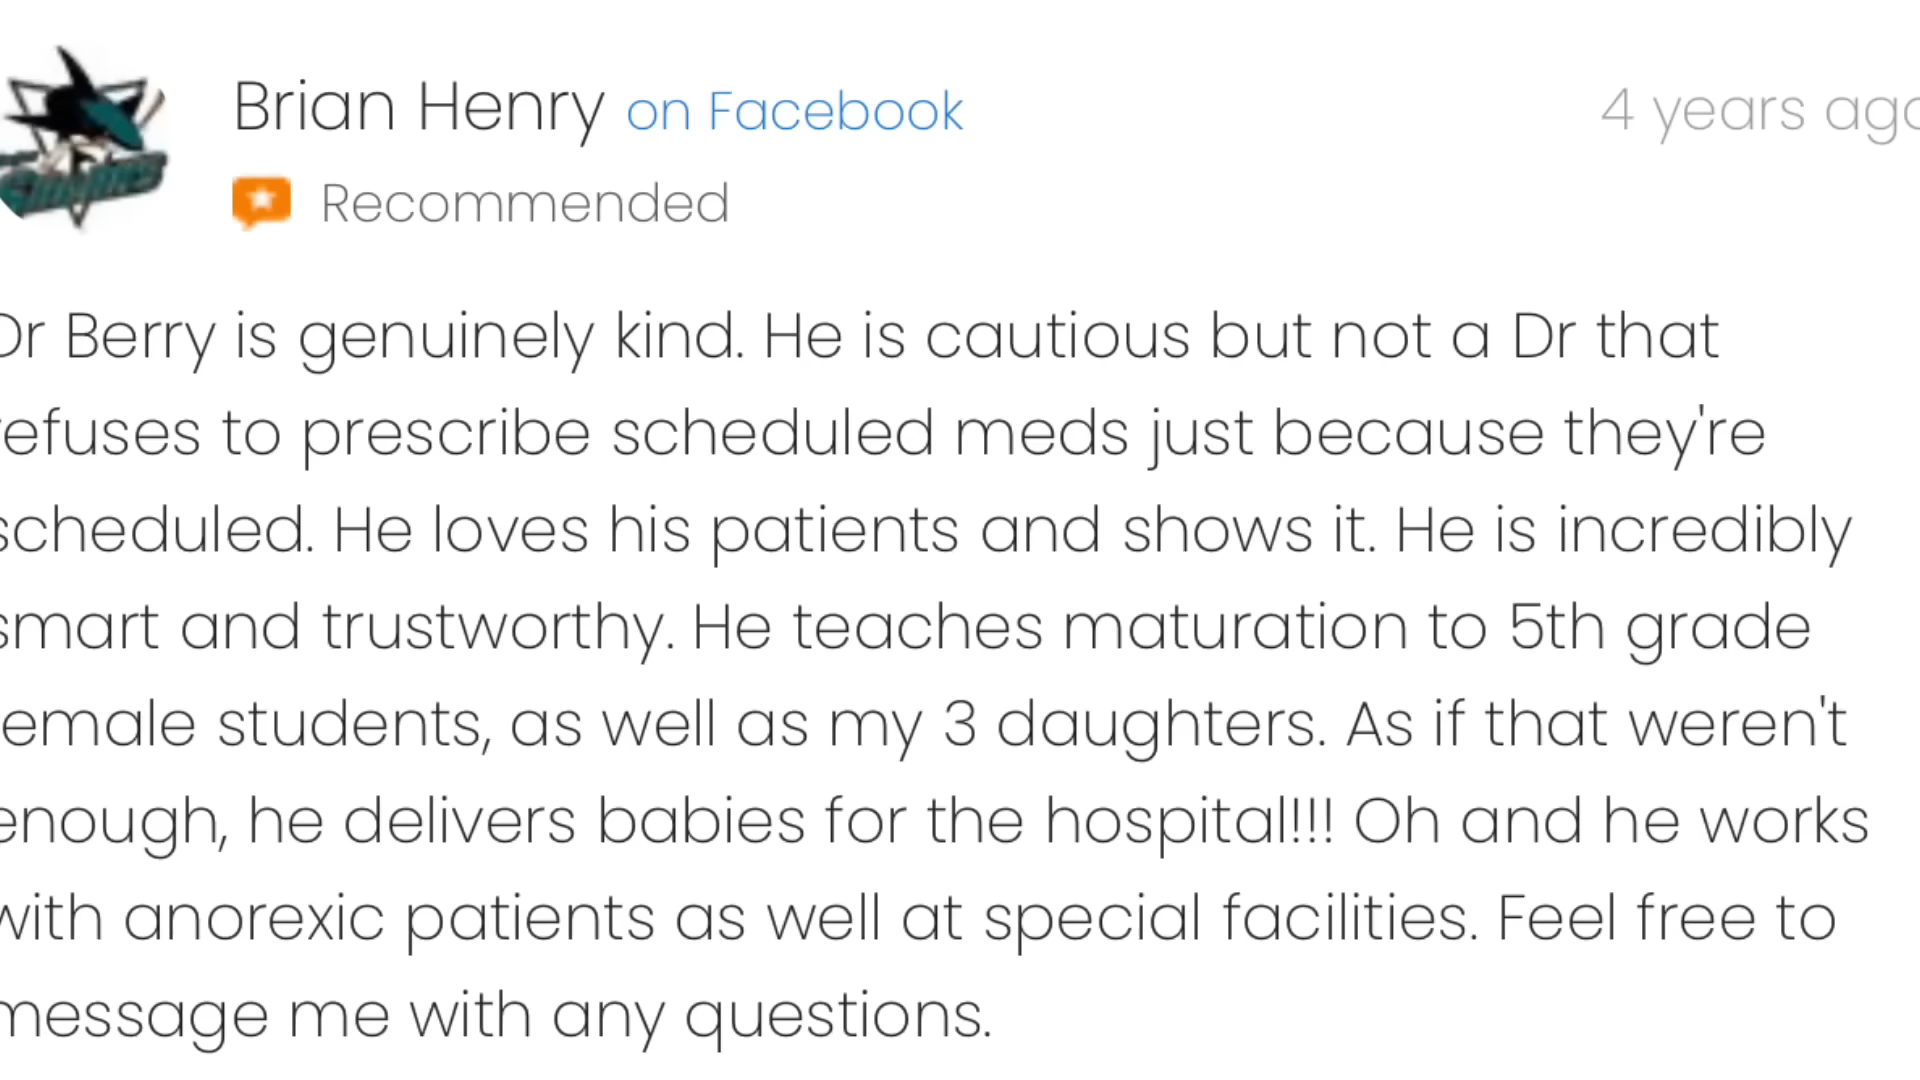 Brian Henry on Facebook
4 years ago
Recommended
Dr Berry is genuinely kind. He is cautious but not a Dr that
refuses to prescribe scheduled meds just because they're
scheduled. He loves his patients and shows it. He is incredibly
smart and trustworthy. He teaches maturation to 5th grade
female students, as well as my 3 daughters. As if that weren't
enough, he delivers babies for the hospital!!! Oh and he works
with anorexic patients as well at special facilities. Feel free to
message me with any questions.